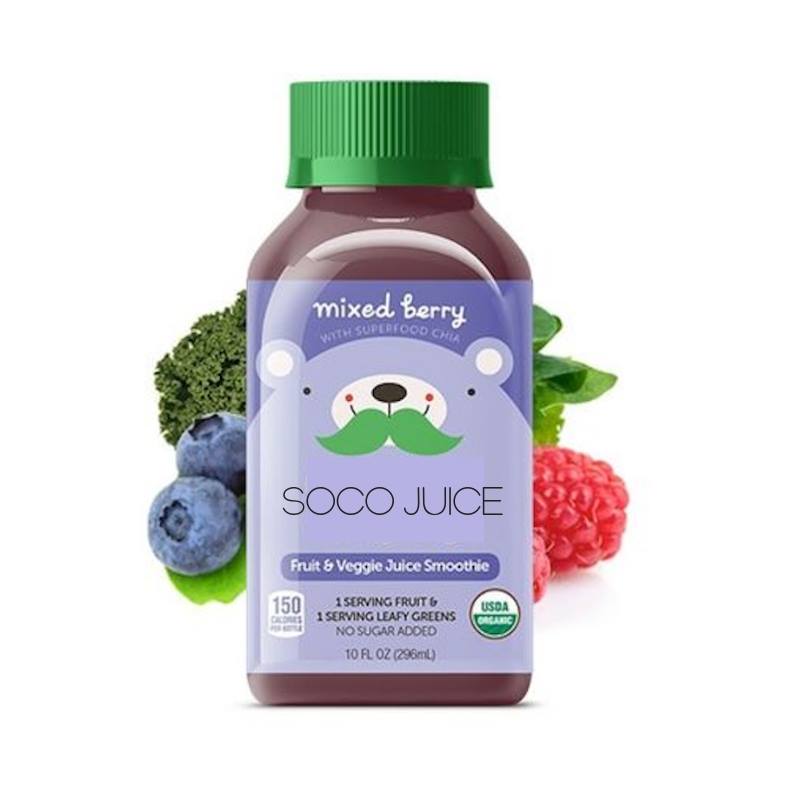 mixed berry
WITH SUPERFOOD CHIA
SOCO JUICE
Fruit & Veggie Juice Smoothie
150
CALORIES
PER BOTTLE
1 SERVING FRUIT &
1 SERVING LEAFY GREENS
NO SUGAR ADDED
USDA
ORGANIC
10 FL OZ (296mL)